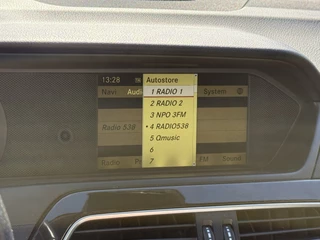 13:28
Autostore
Navi Audio System
1 RADIO 1
2 RADIO 2
3 NPO 3FM
Radio 538
• 4 RADIO538
5 Qmusic
6
7
Radio FM Sound